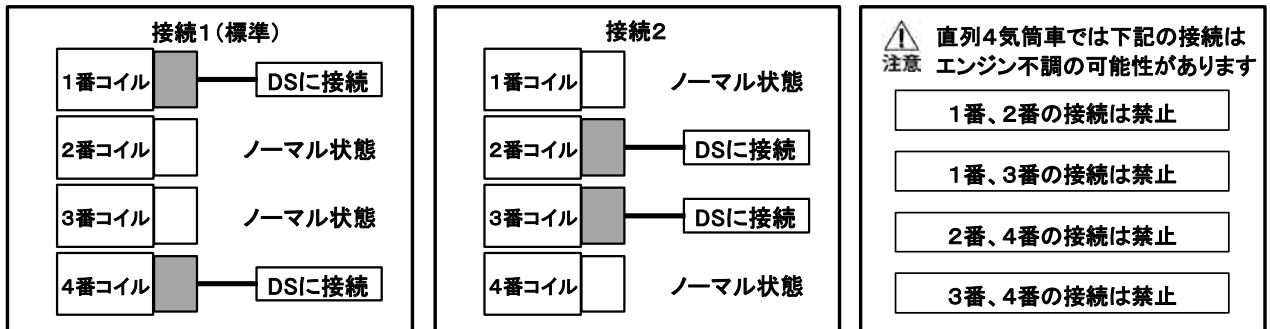 接続1(標準)
1番コイル DSに接続
2番コイル ノーマル状態
3番コイル ノーマル状態
4番コイル DSに接続
接続2
1番コイル ノーマル状態
2番コイル DSに接続
3番コイル DSに接続
4番コイル ノーマル状態
注意
直列4気筒車では下記の接続は
エンジン不調の可能性があります
1番、2番の接続は禁止
1番、3番の接続は禁止
2番、4番の接続は禁止
3番、4番の接続は禁止